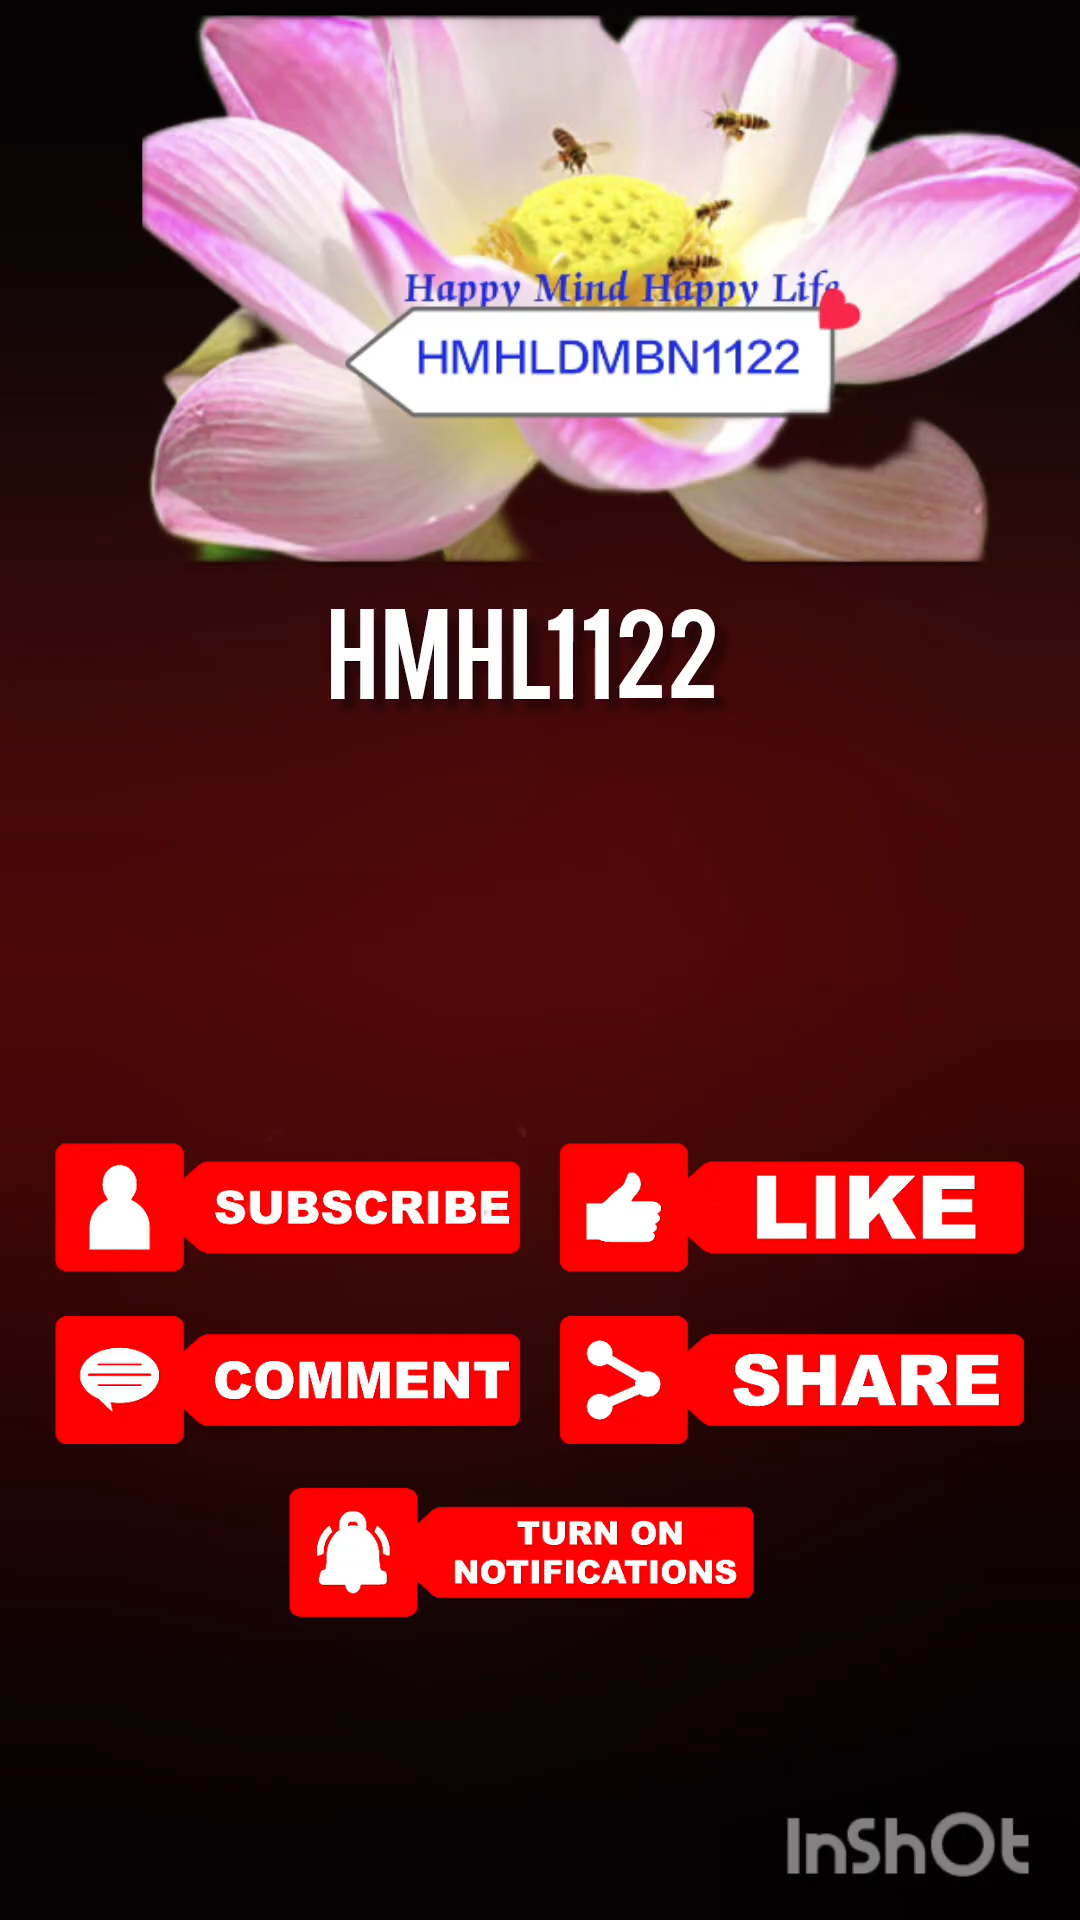 Happy Mind Happy Life
HMHLDMBN1122
HMHL1122
SUBSCRIBE
LIKE
COMMENT
SHARE
TURN ON
NOTIFICATIONS
InShOt